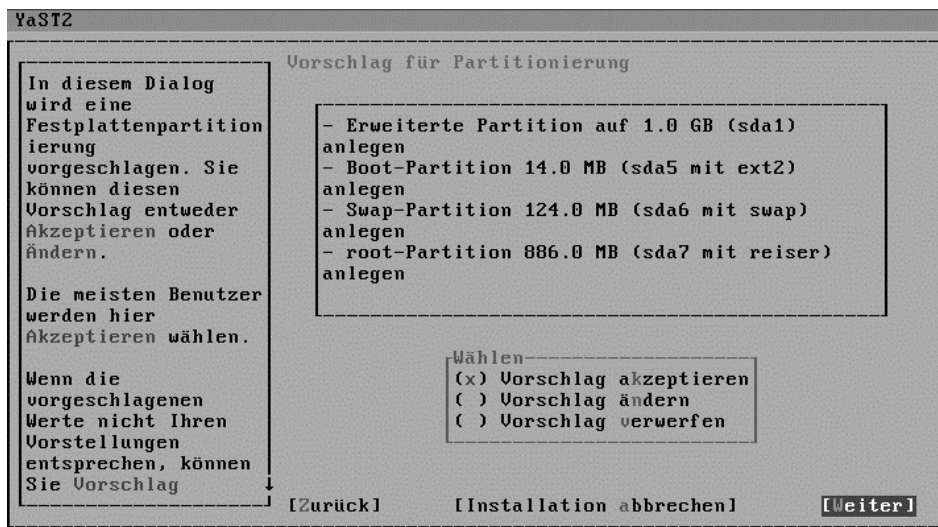 YaST2
Vorschlag für Partitionierung
In diesem Dialog
wird eine
Festplattenpartition
ierung
vorgeschlagen. Sie
können diesen
Vorschlag entweder
Akzeptieren oder
Ändern.
Die meisten Benutzer
werden hier
Akzeptieren wählen.
Wenn die
vorgeschlagenen
Werte nicht Ihren
Vorstellungen
entsprechen, können
Sie Vorschlag
- Erweiterte Partition auf 1.0 GB (sda1)
anlegen
- Boot-Partition 14.0 MB (sda5 mit ext2)
anlegen
- Swap-Partition 124.0 MB (sda6 mit swap)
anlegen
- root-Partition 886.0 MB (sda7 mit reiser)
anlegen
Wählen
(x) Vorschlag akzeptieren
( ) Vorschlag ändern
( ) Vorschlag verwerfen
[Zurück] [Installation abbrechen] [Weiter]